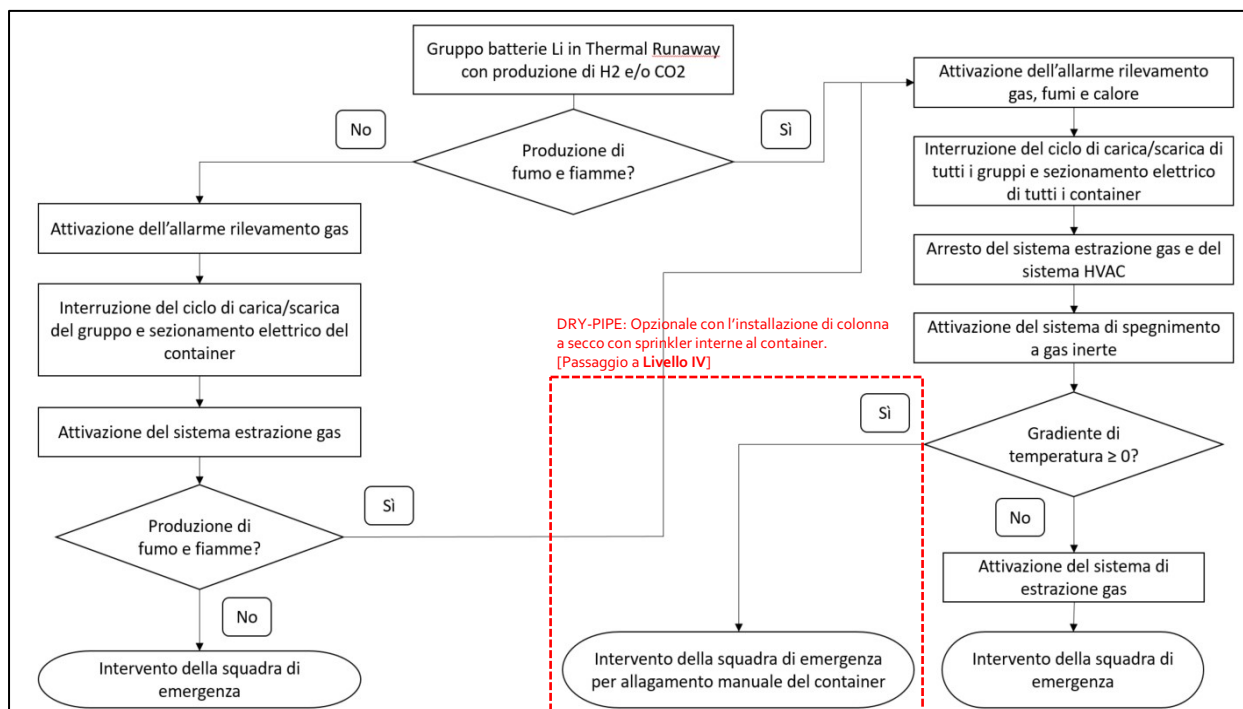 Gruppo batterie Li in Thermal Runaway
con produzione di H2 e/o CO2
No
Sì
Produzione di
fumo e fiamme?
Attivazione dell'allarme rilevamento gas
Interruzione del ciclo di carica/scarica
del gruppo e sezionamento elettrico del
container
Attivazione del sistema estrazione gas
Produzione di
fumo e fiamme?
Sì
No
Intervento della squadra di
emergenza
Attivazione dell'allarme rilevamento
gas, fumi e calore
Interruzione del ciclo di carica/scarica di
tutti i gruppi e sezionamento elettrico
di tutti i container
Arresto del sistema estrazione gas e del
sistema HVAC
Attivazione del sistema di spegnimento
a gas inerte
Gradiente di
temperatura ≥ 0?
Sì
No
DRY-PIPE: Opzionale con l'installazione di colonna
a secco con sprinkler interne al container.
[Passaggio a Livello IV]
Intervento della squadra di emergenza
per allagamento manuale del container
Attivazione del sistema di
estrazione gas
Intervento della squadra di
emergenza